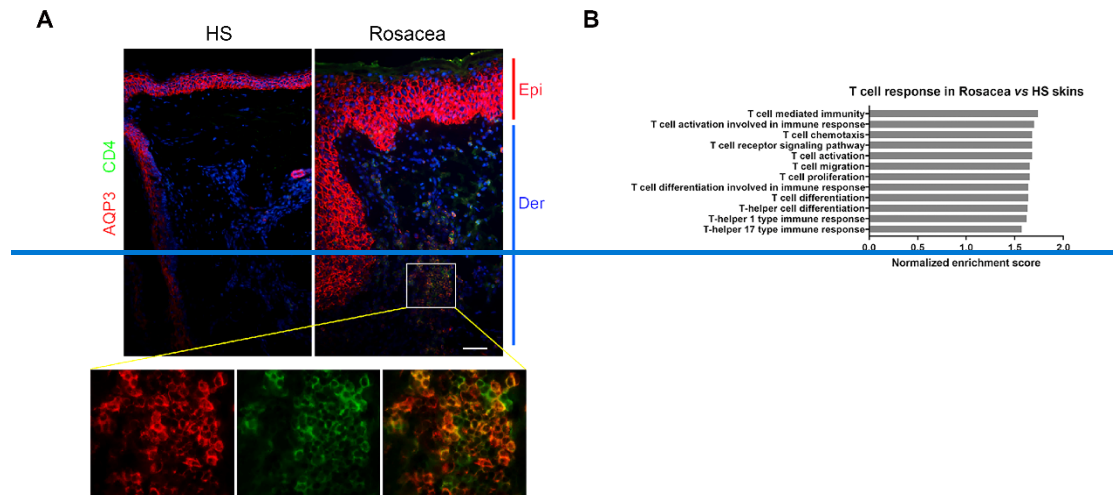 A
HS
Rosacea
AQP3 CD4
Epi
Der
B
T cell response in Rosacea vs HS skins
T cell mediated immunity
T cell activation involved in immune response
T cell chemotaxis
T cell receptor signaling pathway
T cell activation
T cell migration
T cell proliferation
T cell differentiation involved in immune response
T cell differentiation
T-helper cell differentiation
T-helper 1 type immune response
T-helper 17 type immune response
0.0 0.5 1.0 1.5 2.0
Normalized enrichment score